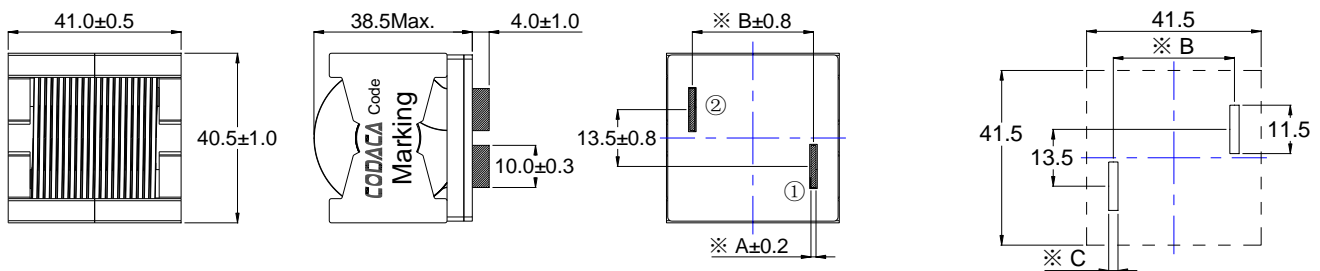 41.0±0.5
40.5±1.0
38.5Max.
4.0±1.0
CODACA Code
Marking
10.0±0.3
※ B±0.8
②
13.5±0.8
①
※ A±0.2
41.5
※ B
41.5
13.5
11.5
※ C